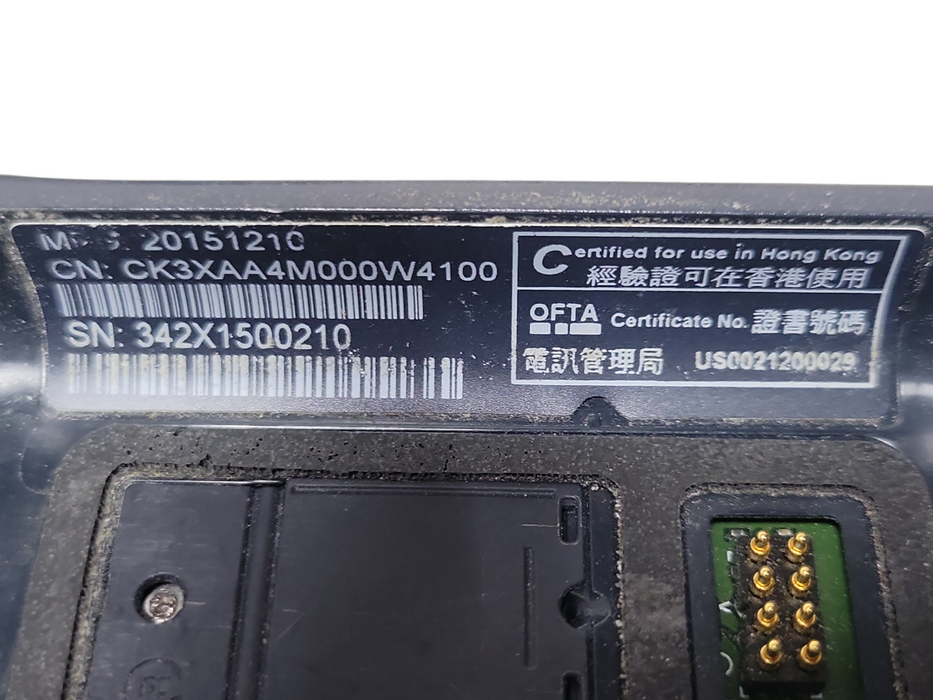 20151210
CN: CK3XAA4M000W4100
SN: 342X1500210
Certified for use in Hong Kong
經驗證可在香港使用
OFTA Certificate No. 證書號碼
電訊管理局 US0021200029